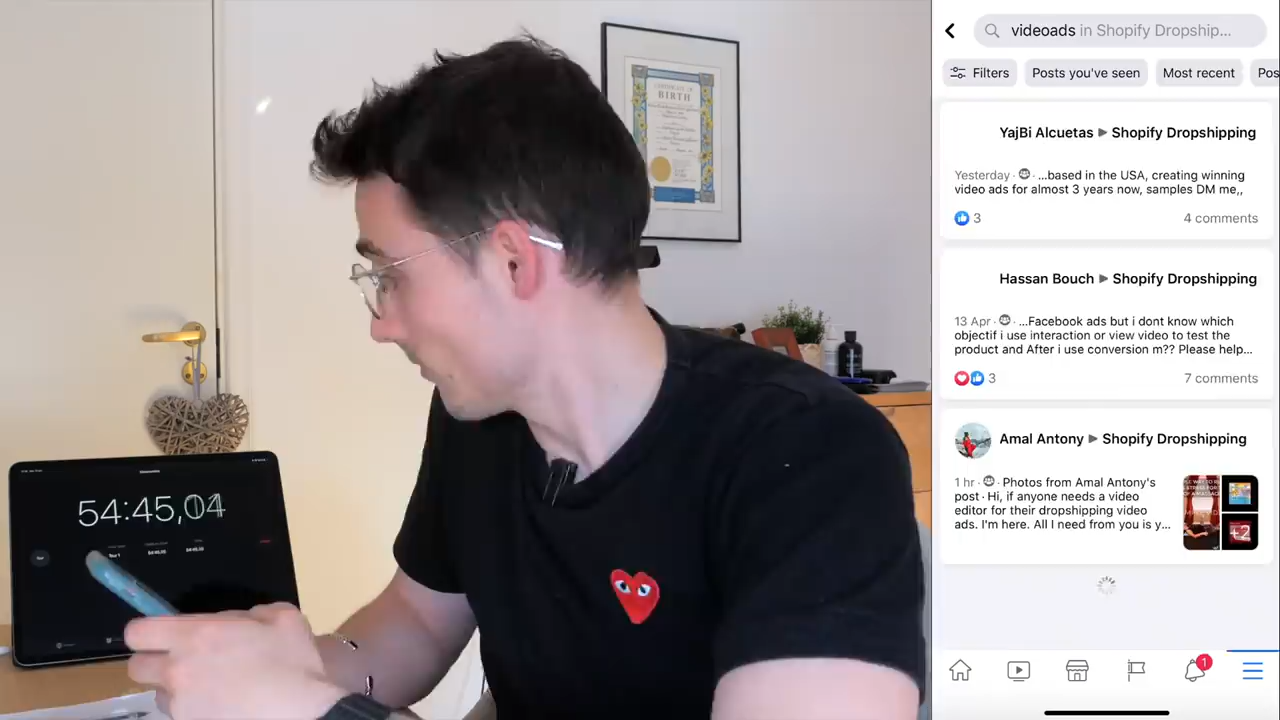 CERTIFICATE OF
BIRTH
54:45,04
videoads in Shopify Dropship...
Filters
Posts you've seen
Most recent
Pos
YajBi Alcuetas ▶ Shopify Dropshipping
Yesterday · ...based in the USA, creating winning
video ads for almost 3 years now, samples DM me,,
3
4 comments
Hassan Bouch ▶ Shopify Dropshipping
13 Apr · ...Facebook ads but i dont know which
objectif i use interaction or view video to test the
product and After i use conversion m?? Please help...
3
7 comments
Amal Antony ▶ Shopify Dropshipping
1 hr · Photos from Amal Antony's
post · Hi, if anyone needs a video
editor for their dropshipping video
ads. I'm here. All I need from you is y...
+2
1